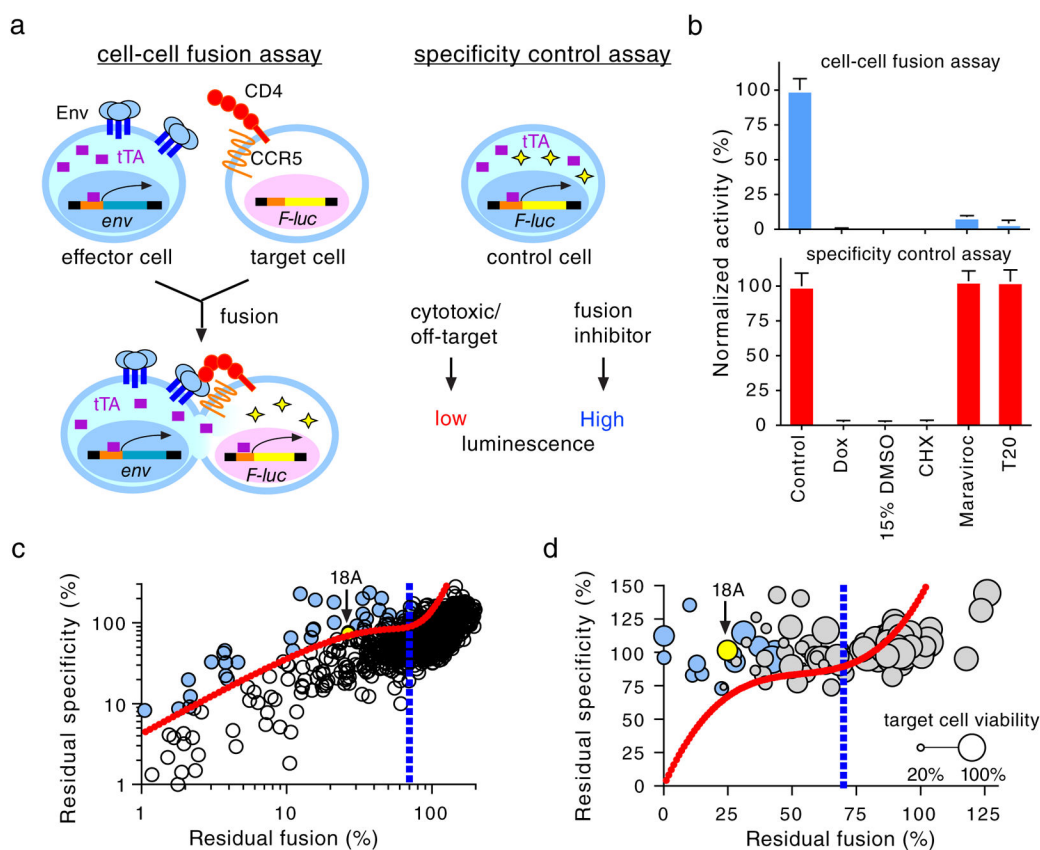 a
cell-cell fusion assay
specificity control assay
Env
CD4
tTA
CCR5
env
F-luc
effector cell
target cell
fusion
tTA
env
F-luc
tTA
F-luc
control cell
cytotoxic/
off-target
fusion
inhibitor
low
High
luminescence
b
cell-cell fusion assay
100
75
50
25
0
specificity control assay
100
75
50
25
0
Normalized activity (%)
Control
Dox
15% DMSO
CHX
Maraviroc
T20
c
18A
100
10
1
Residual specificity (%)
1
10
100
Residual fusion (%)
d
150
125
100
75
50
25
0
Residual specificity (%)
18A
target cell viability
20%
100%
0
25
50
75
100
125
Residual fusion (%)